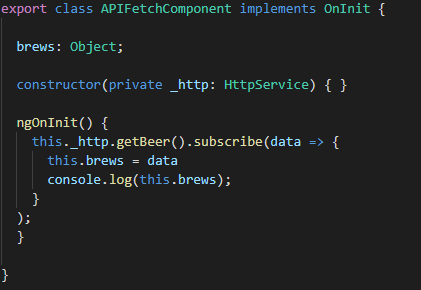 export class APIFetchComponent implements OnInit {
brews: Object;
constructor(private _http: HttpService) { }
ngOnInit() {
this._http.getBeer().subscribe(data => {
this.brews = data
console.log(this.brews);
}
);
}
}